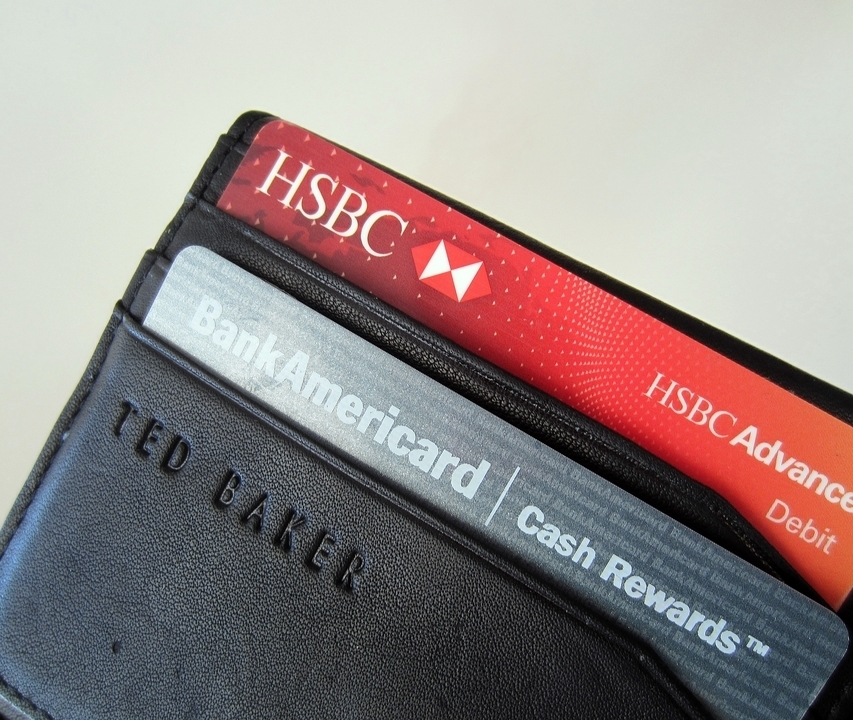 HSBC
HSBC Advance
Debit
BankAmericard | Cash Rewards™
TED BAKER